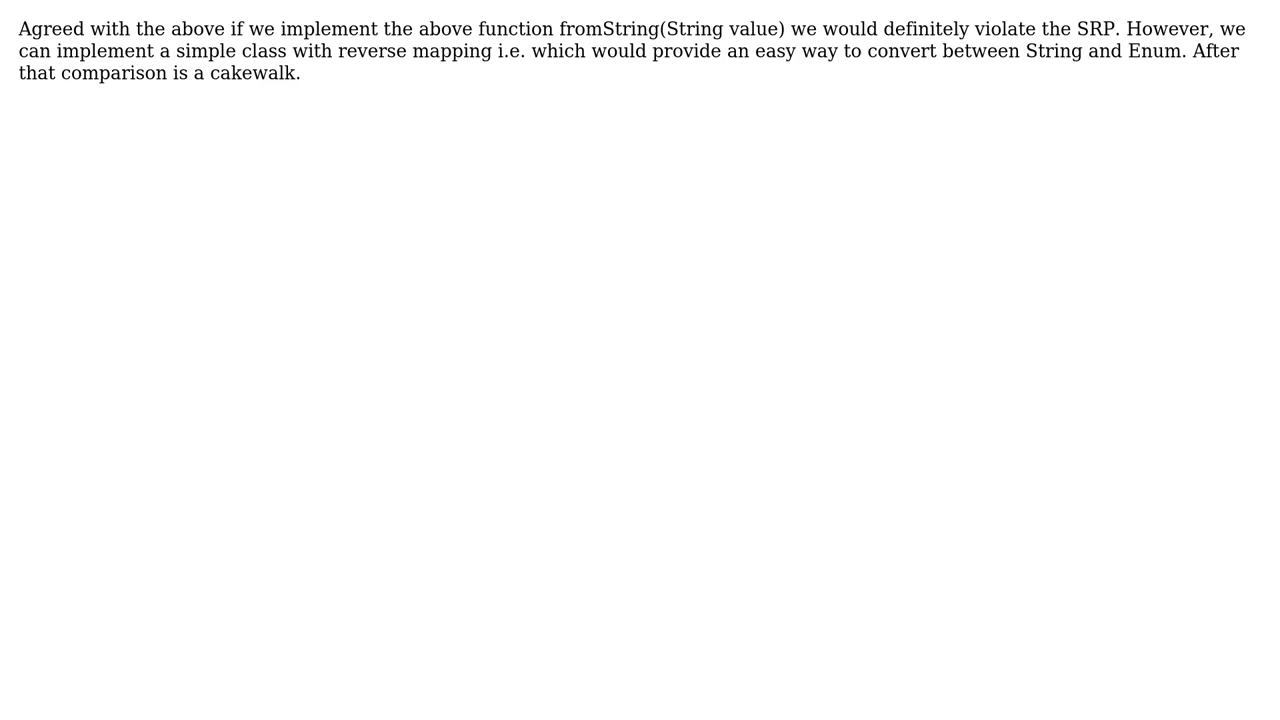 Agreed with the above if we implement the above function fromString(String value) we would definitely violate the SRP. However, we
can implement a simple class with reverse mapping i.e. which would provide an easy way to convert between String and Enum. After
that comparison is a cakewalk.